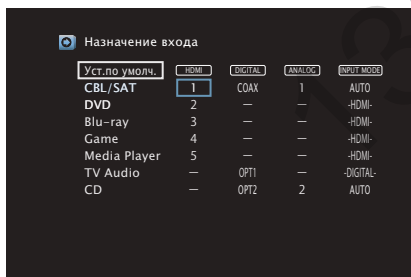 Назначение входа
Уст.по умолч. HDMI DIGITAL ANALOG INPUT MODE
CBL/SAT 1 COAX 1 AUTO
DVD 2 — — -HDMI-
Blu-ray 3 — — -HDMI-
Game 4 — — -HDMI-
Media Player 5 — — -HDMI-
TV Audio — OPT1 — -DIGITAL-
CD — OPT2 2 AUTO